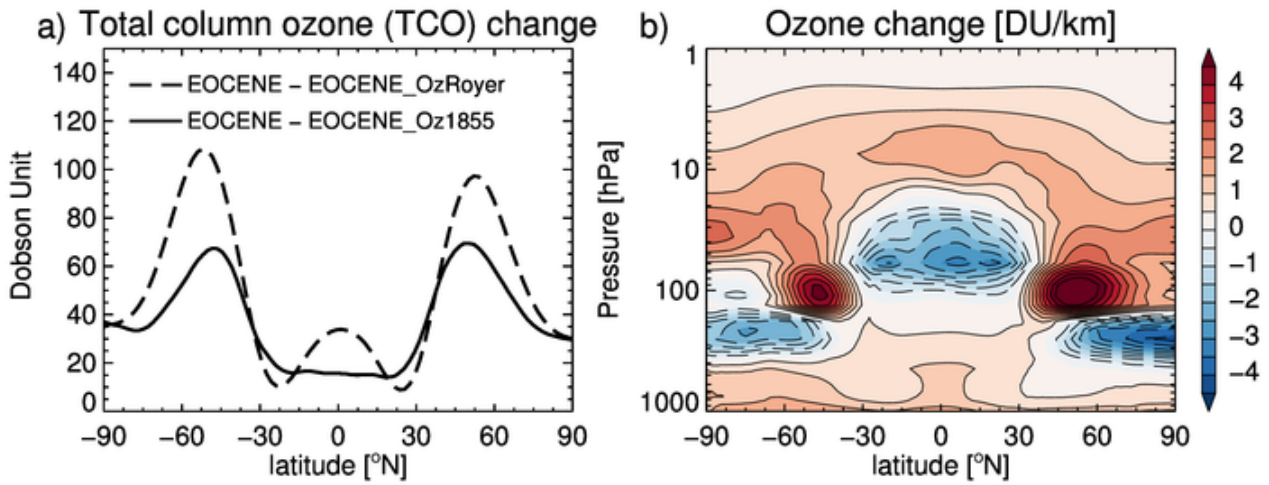 a) Total column ozone (TCO) change
140
120
100
80
60
40
20
0
Dobson Unit
EOCENE – EOCENE_OzRoyer
EOCENE – EOCENE_Oz1855
−90 −60 −30 0 30 60 90
latitude [°N]
b) Ozone change [DU/km]
1
10
100
1000
Pressure [hPa]
−90 −60 −30 0 30 60 90
latitude [°N]
4
3
2
1
0
−1
−2
−3
−4